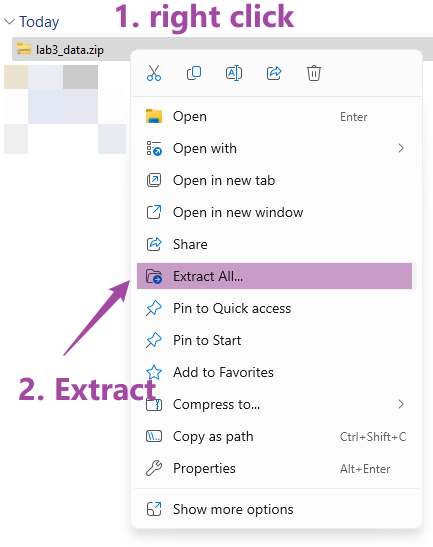 1. right click
Today
lab3_data.zip
Open Enter
Open with
Open in new tab
Open in new window
Share
Extract All...
Pin to Quick access
Pin to Start
Add to Favorites
2. Extract
Compress to...
Copy as path Ctrl+Shift+C
Properties Alt+Enter
Show more options